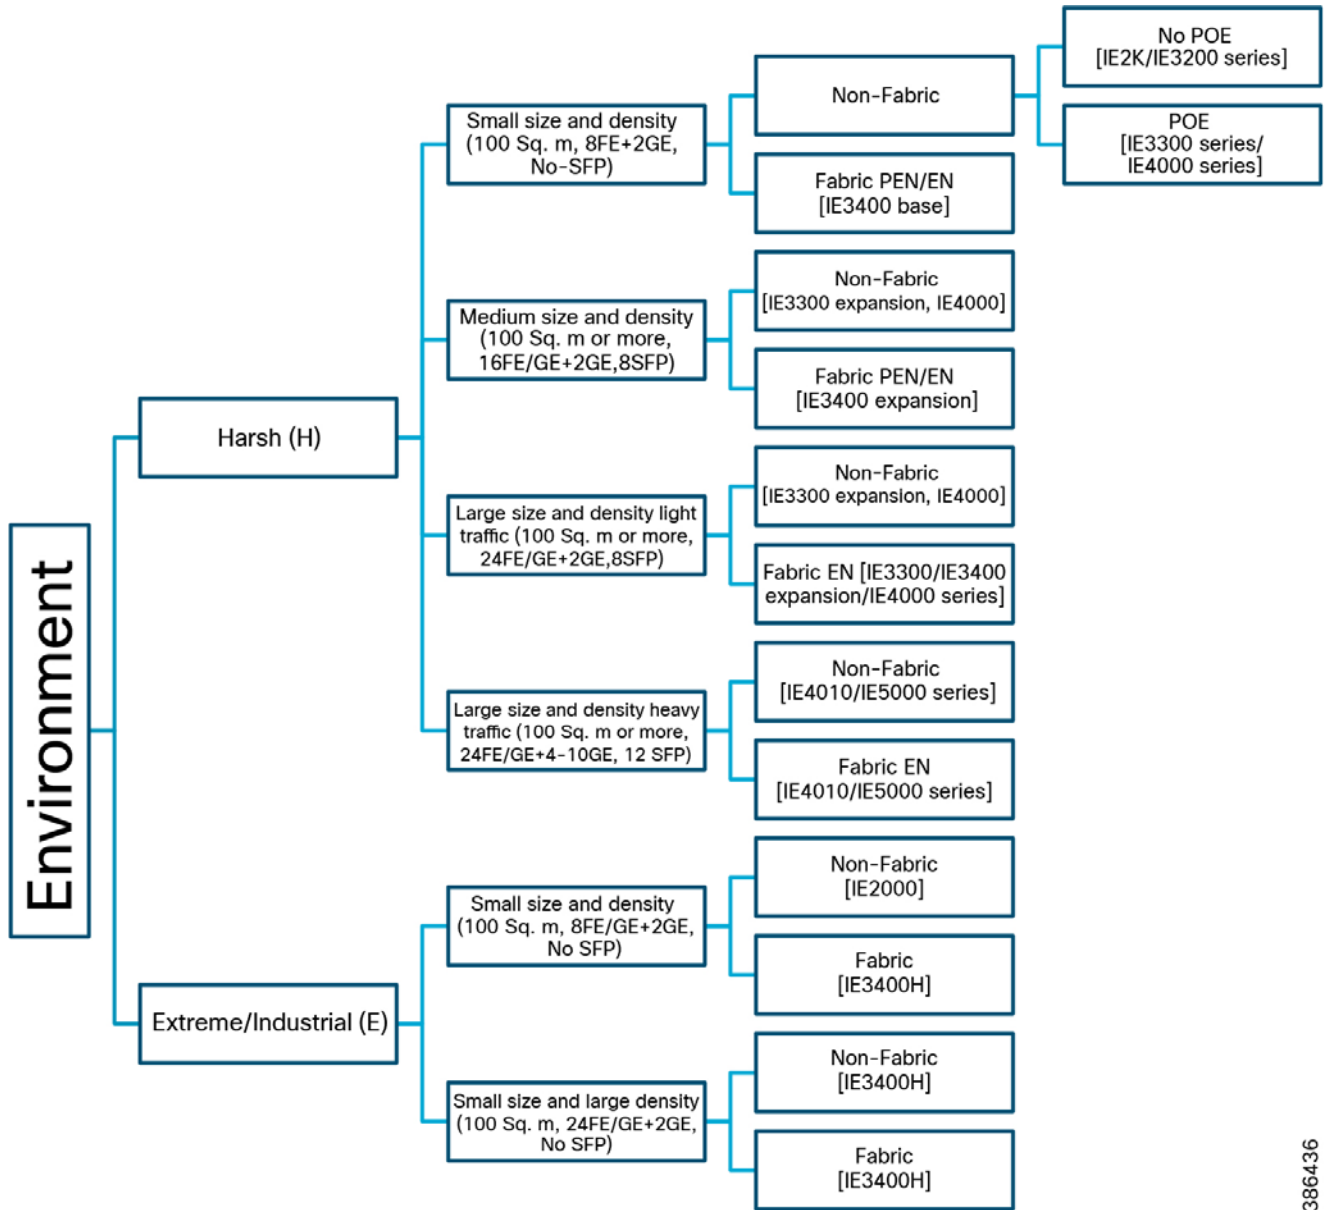 Environment
Harsh (H)
Small size and density
(100 Sq. m, 8FE+2GE,
No-SFP)
Non-Fabric
No POE
[IE2K/IE3200 series]
POE
[IE3300 series/
IE4000 series]
Fabric PEN/EN
[IE3400 base]
Medium size and density
(100 Sq. m or more,
16FE/GE+2GE,8SFP)
Non-Fabric
[IE3300 expansion, IE4000]
Fabric PEN/EN
[IE3400 expansion]
Large size and density light
traffic (100 Sq. m or more,
24FE/GE+2GE,8SFP)
Non-Fabric
[IE3300 expansion, IE4000]
Fabric EN [IE3300/IE3400
expansion/IE4000 series]
Large size and density heavy
traffic (100 Sq. m or more,
24FE/GE+4-10GE, 12 SFP)
Non-Fabric
[IE4010/IE5000 series]
Fabric EN
[IE4010/IE5000 series]
Extreme/Industrial (E)
Small size and density
(100 Sq. m, 8FE/GE+2GE,
No SFP)
Non-Fabric
[IE2000]
Fabric
[IE3400H]
Small size and large density
(100 Sq. m, 24FE/GE+2GE,
No SFP)
Non-Fabric
[IE3400H]
Fabric
[IE3400H]
386436